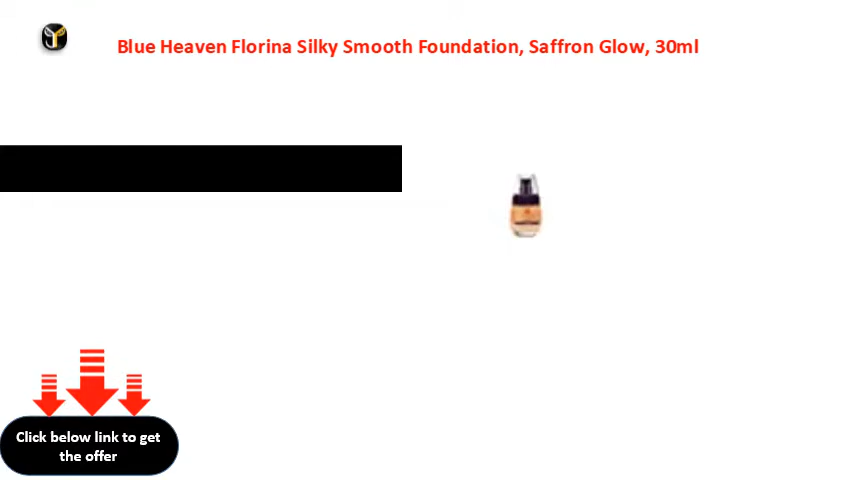 Blue Heaven Florina Silky Smooth Foundation, Saffron Glow, 30ml
Click below link to get
the offer